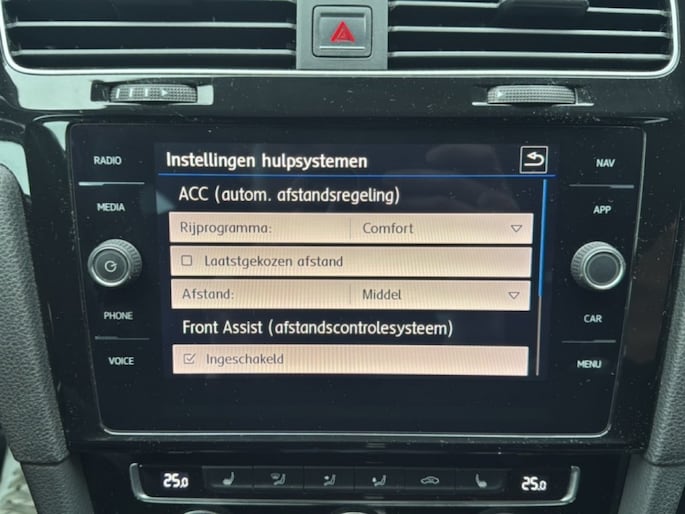 RADIO
MEDIA
PHONE
VOICE
Instellingen hulpsystemen
ACC (autom. afstandsregeling)
Rijprogramma: Comfort
Laatstgekozen afstand
Afstand: Middel
Front Assist (afstandscontrolesysteem)
Ingeschakeld
NAV
APP
CAR
MENU
25.0 25.0